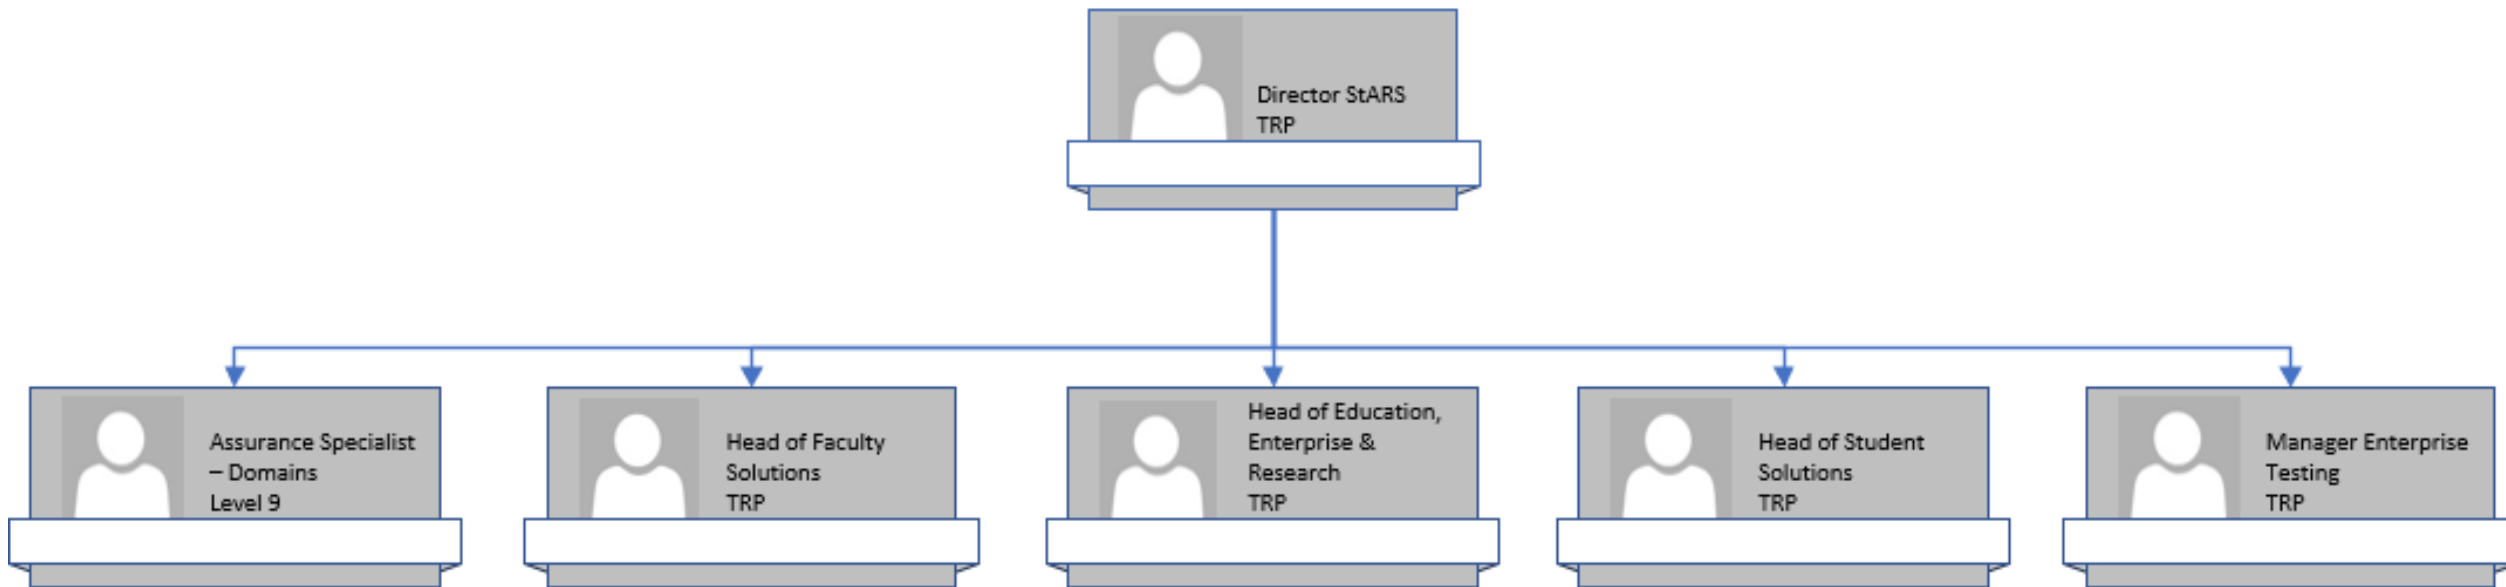 Director StARS
TRP
Assurance Specialist
– Domains
Level 9
Head of Faculty
Solutions
TRP
Head of Education,
Enterprise &
Research
TRP
Head of Student
Solutions
TRP
Manager Enterprise
Testing
TRP